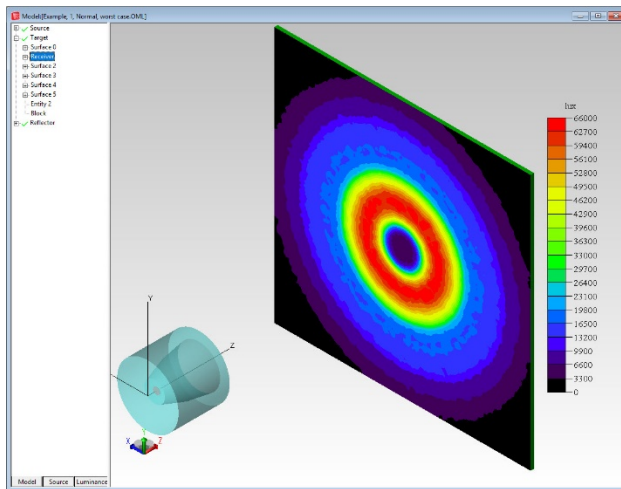 Model:[Example, 1, Normal, worst case.OML]
Source
Target
Surface 0
Receiver
Surface 2
Surface 3
Surface 4
Surface 5
Entity 2
Block
Reflector
Y
Z
lux
66000
62700
59400
56100
52800
49500
46200
42900
39600
36300
33000
29700
26400
23100
19800
16500
13200
9900
6600
3300
0
Y
X
Z
Model
Source
Luminance